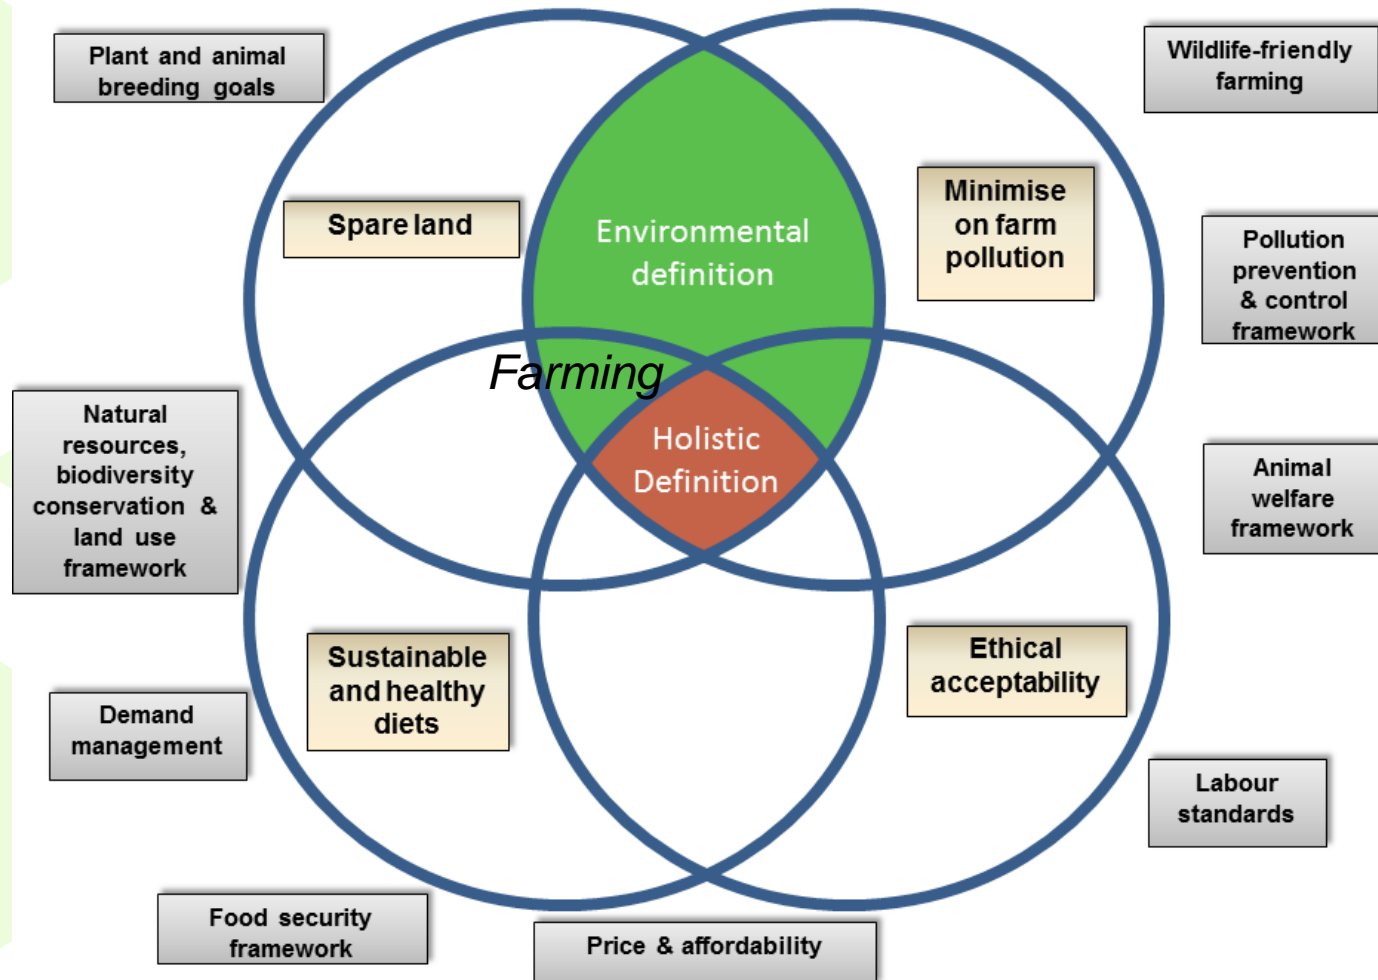 Plant and animal
breeding goals
Wildlife-friendly
farming
Spare land
Minimise
on farm
pollution
Environmental
definition
Pollution
prevention
& control
framework
Farming
Natural
resources,
biodiversity
conservation &
land use
framework
Holistic
Definition
Animal
welfare
framework
Sustainable
and healthy
diets
Ethical
acceptability
Demand
management
Labour
standards
Food security
framework
Price & affordability